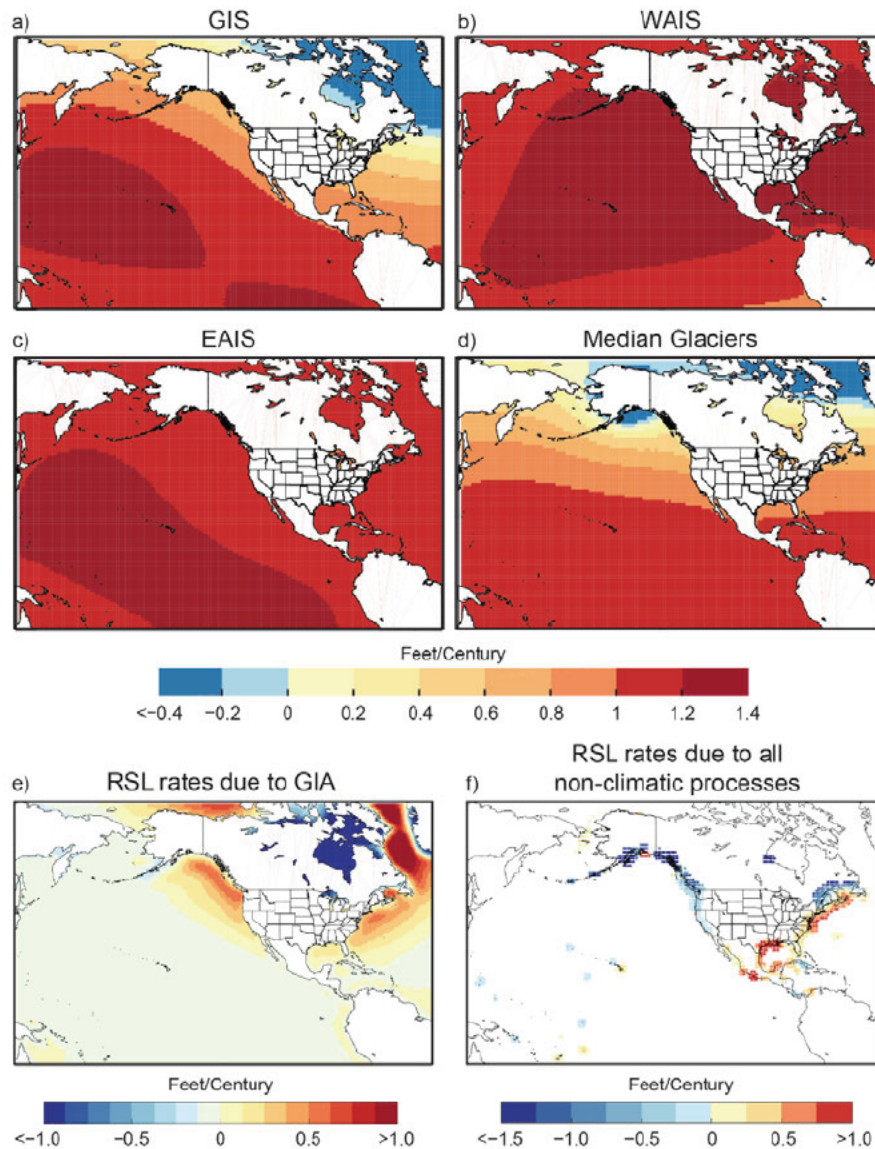 a) GIS
b) WAIS
c) EAIS
d) Median Glaciers
Feet/Century
<-0.4 -0.2 0 0.2 0.4 0.6 0.8 1 1.2 1.4
e) RSL rates due to GIA
f) RSL rates due to all
non-climatic processes
Feet/Century
<-1.0 -0.5 0 0.5 >1.0
Feet/Century
<-1.5 -1.0 -0.5 0 0.5 >1.0